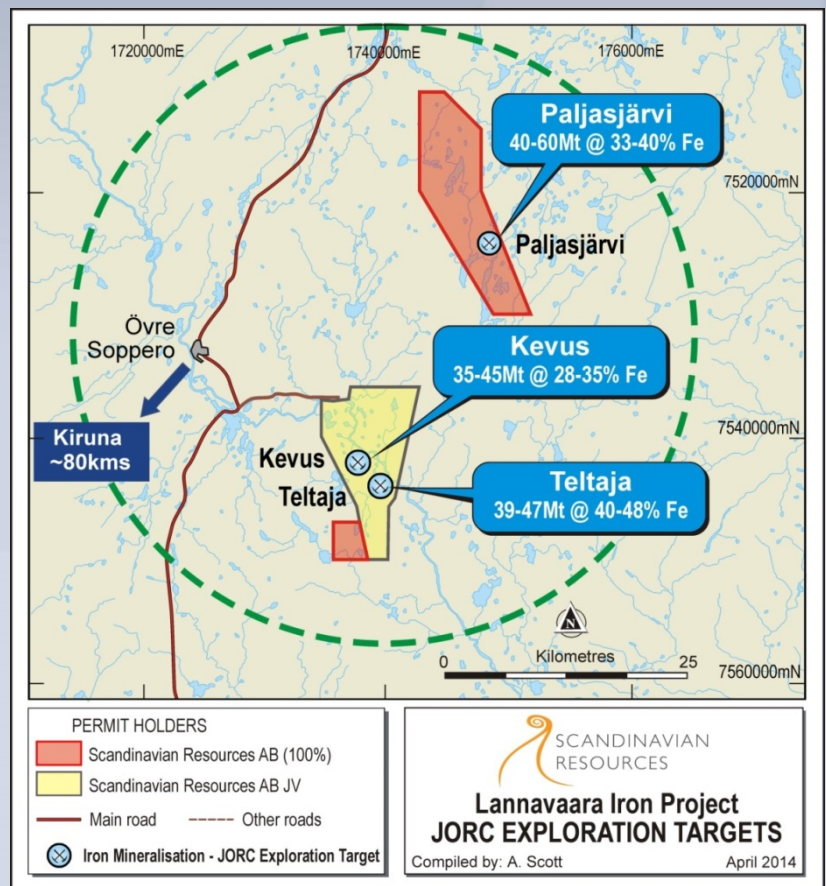 1720000mE
1740000mE
176000mE
Paljasjärvi
40-60Mt @ 33-40% Fe
7520000mN
Paljasjärvi
Övre
Soppero
Kevus
35-45Mt @ 28-35% Fe
Kiruna
~80kms
7540000mN
Kevus
Teltaja
Teltaja
39-47Mt @ 40-48% Fe
N
Kilometres
0
25
7560000mN
PERMIT HOLDERS
Scandinavian Resources AB (100%)
Scandinavian Resources AB JV
Main road
Other roads
Iron Mineralisation - JORC Exploration Target
SCANDINAVIAN
RESOURCES
Lannavaara Iron Project
JORC EXPLORATION TARGETS
Compiled by: A. Scott
April 2014